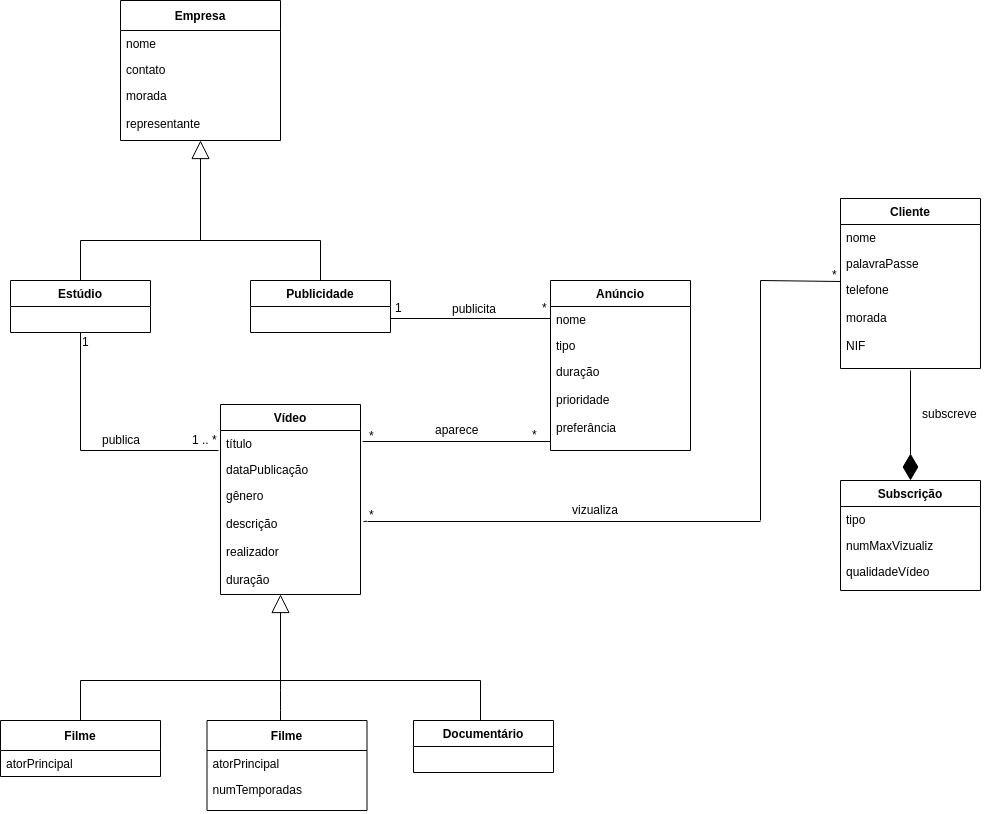 Empresa
nome
contato
morada
representante
Cliente
nome
palavraPasse
telefone
morada
NIF
*
Estúdio
1
Publicidade
1
publicita
*
Anúncio
nome
tipo
duração
prioridade
preferância
publica
1 .. *
Vídeo
título
dataPublicação
gênero
descrição
realizador
duração
*
aparece
*
*
vizualiza
subscreve
Subscrição
tipo
numMaxVizualiz
qualidadeVídeo
Filme
atorPrincipal
Filme
atorPrincipal
numTemporadas
Documentário